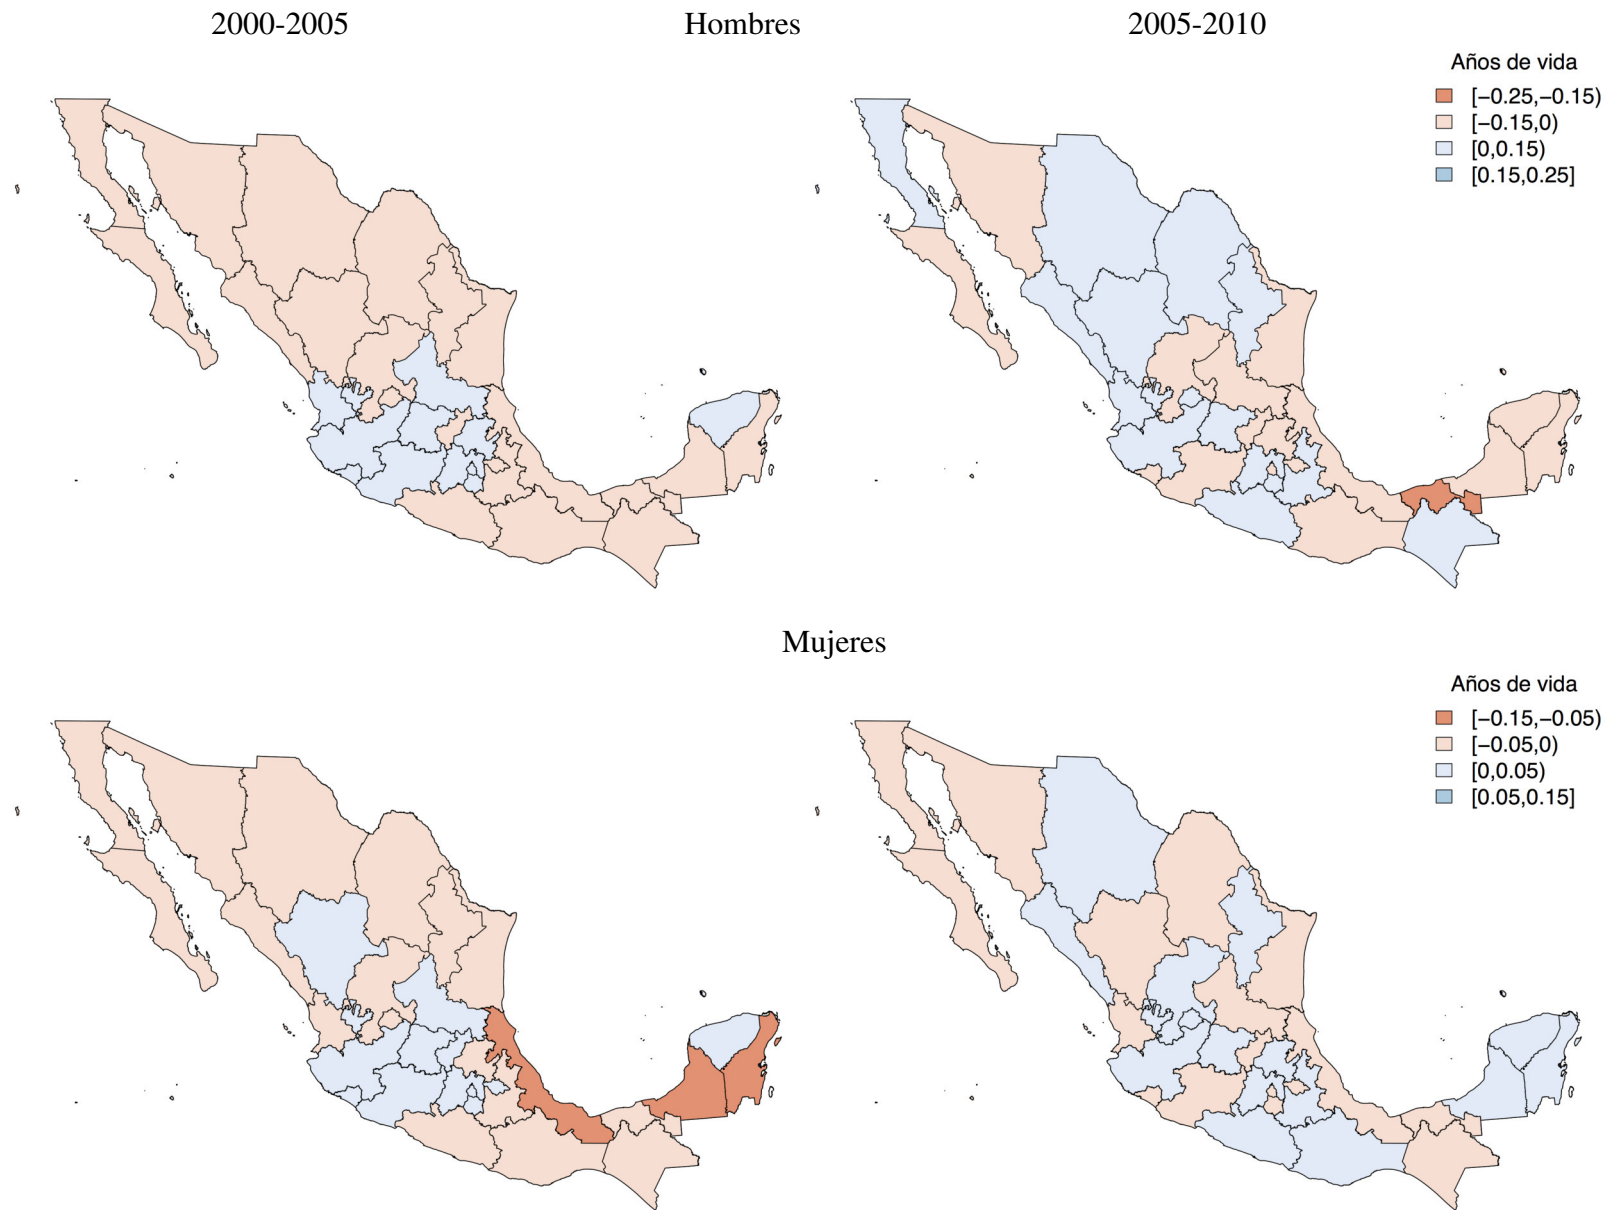 2000-2005 Hombres 2005-2010
Años de vida
[−0.25,−0.15)
[−0.15,0)
[0,0.15)
[0.15,0.25]
Mujeres
Años de vida
[−0.15,−0.05)
[−0.05,0)
[0,0.05)
[0.05,0.15]